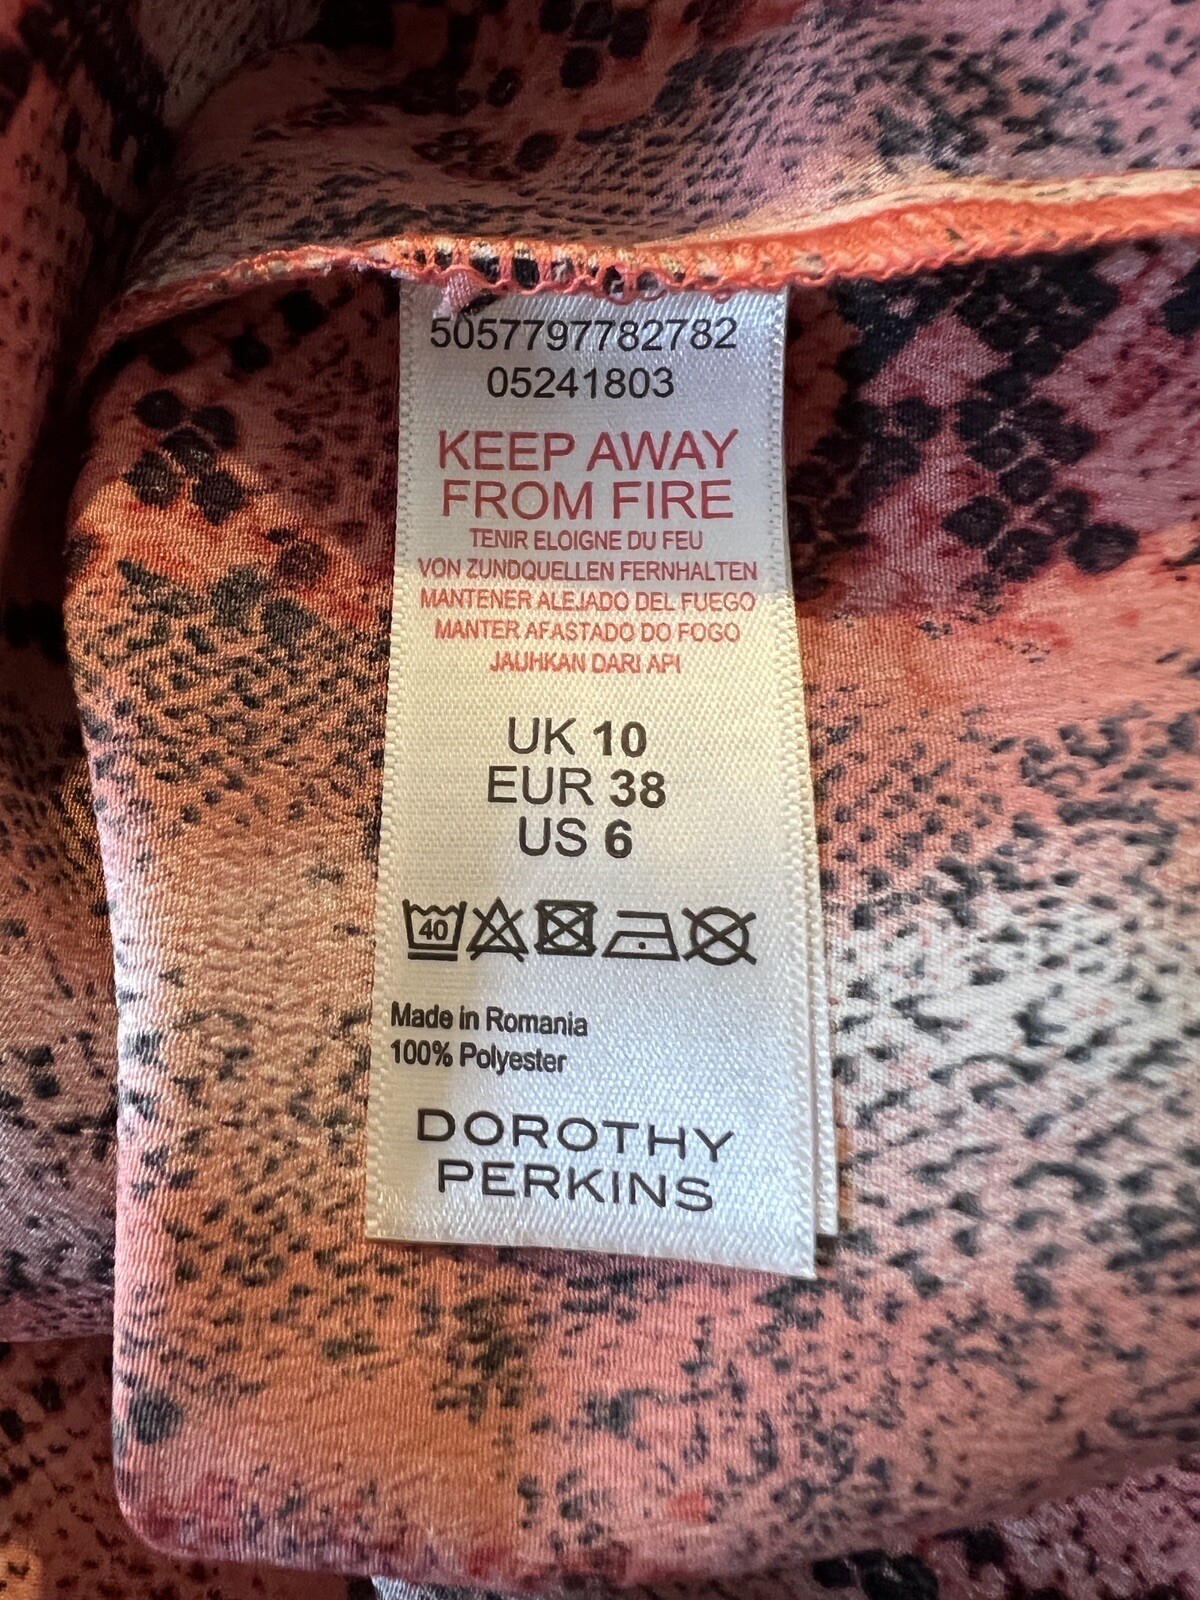 5057797782782
05241803
KEEP AWAY
FROM FIRE
TENIR ELOIGNE DU FEU
VON ZUNDQUELLEN FERNHALTEN
MANTENER ALEJADO DEL FUEGO
MANTER AFASTADO DO FOGO
JAUHKAN DARI API
UK 10
EUR 38
US 6
40
Made in Romania
100% Polyester
DOROTHY
PERKINS